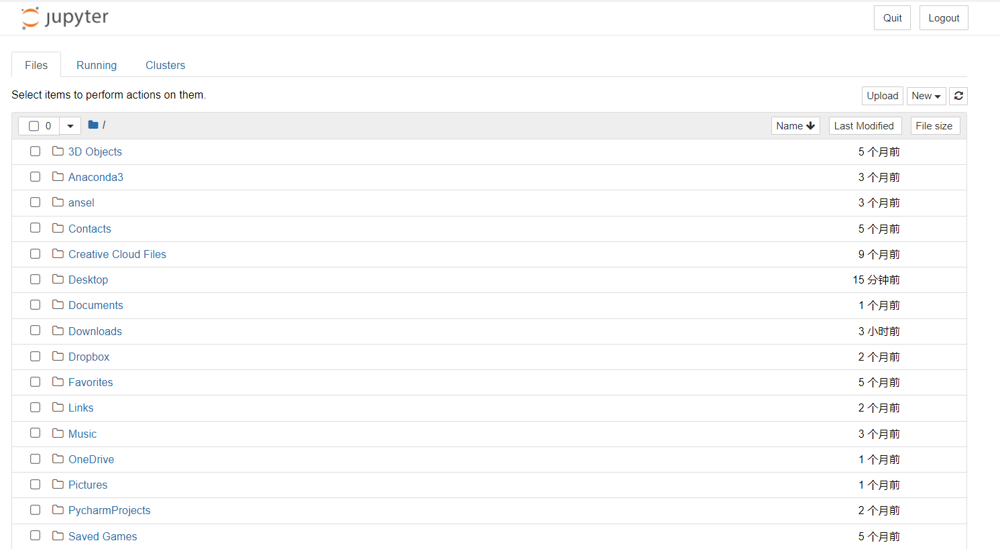 jupyter
Quit Logout
Files Running Clusters
Select items to perform actions on them.
Upload New
0 / Name Last Modified File size
3D Objects 5 个月前
Anaconda3 3 个月前
ansel 3 个月前
Contacts 5 个月前
Creative Cloud Files 9 个月前
Desktop 15 分钟前
Documents 1 个月前
Downloads 3 小时前
Dropbox 2 个月前
Favorites 5 个月前
Links 2 个月前
Music 3 个月前
OneDrive 1 个月前
Pictures 1 个月前
PycharmProjects 2 个月前
Saved Games 5 个月前